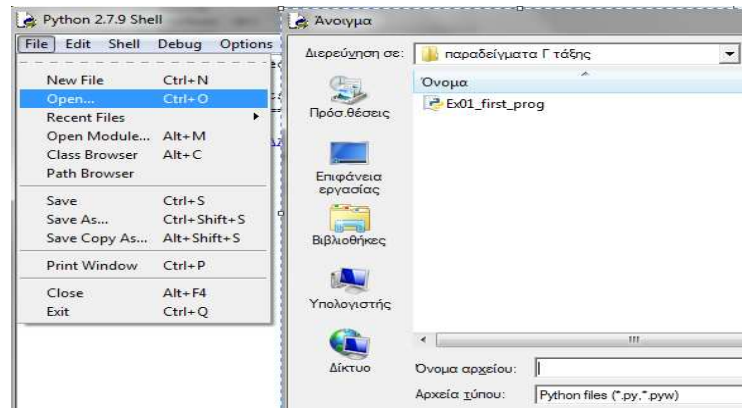 Python 2.7.9 Shell
File Edit Shell Debug Options
New File Ctrl+N
Open... Ctrl+O
Recent Files
Open Module... Alt+M
Class Browser Alt+C
Path Browser
Save Ctrl+S
Save As... Ctrl+Shift+S
Save Copy As... Alt+Shift+S
Print Window Ctrl+P
Close Alt+F4
Exit Ctrl+Q
Άνοιγμα
Διερεύνηση σε: παραδείγματα Γ τάξης
Όνομα
Ex01_first_prog
Πρόσ.θέσεις
Επιφάνεια
εργασίας
Βιβλιοθήκες
Υπολογιστής
Δίκτυο
Όνομα αρχείου:
Αρχεία τύπου: Python files (*.py,*.pyw)